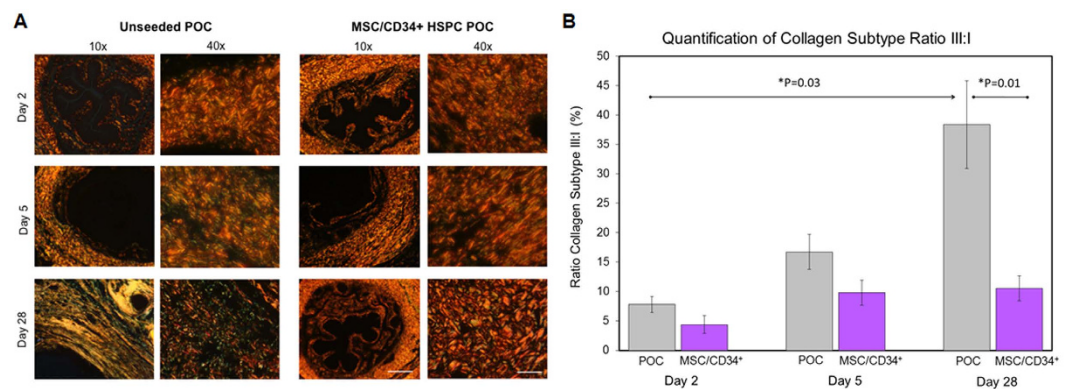 A
Unseeded POC
MSC/CD34+ HSPC POC
10x
40x
10x
40x
Day 2
Day 5
Day 28
B
Quantification of Collagen Subtype Ratio III:I
Ratio Collagen Subtype III:I (%)
50
45
40
35
30
25
20
15
10
5
0
*P=0.03
*P=0.01
POC
MSC/CD34⁺
POC
MSC/CD34⁺
POC
MSC/CD34⁺
Day 2
Day 5
Day 28